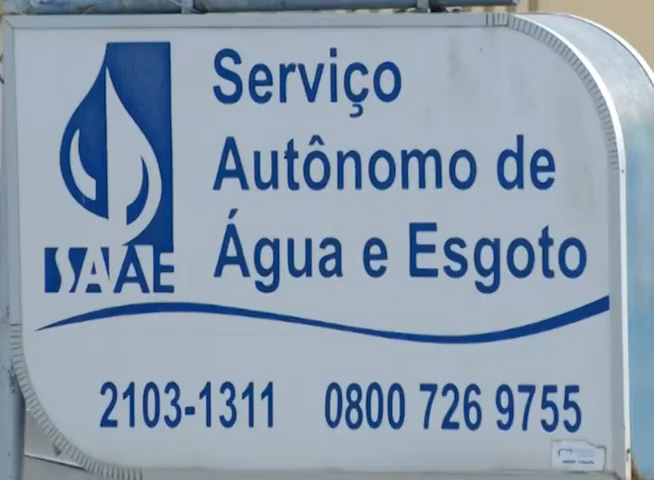 SAAE
Serviço
Autônomo de
Água e Esgoto
2103-1311 0800 726 9755